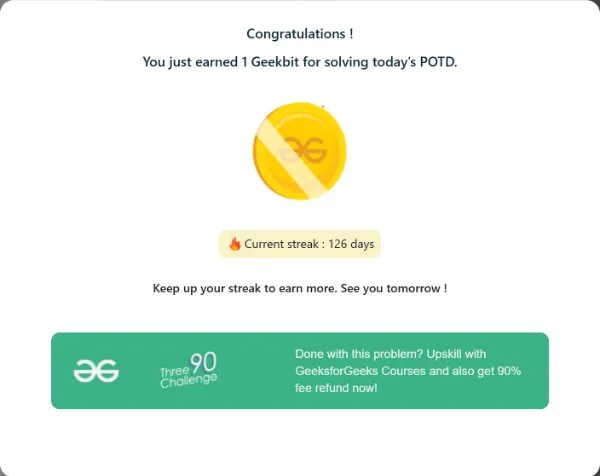 Congratulations !
You just earned 1 Geekbit for solving today's POTD.
Current streak : 126 days
Keep up your streak to earn more. See you tomorrow !
Three 90
Challenge
Done with this problem? Upskill with
GeeksforGeeks Courses and also get 90%
fee refund now!